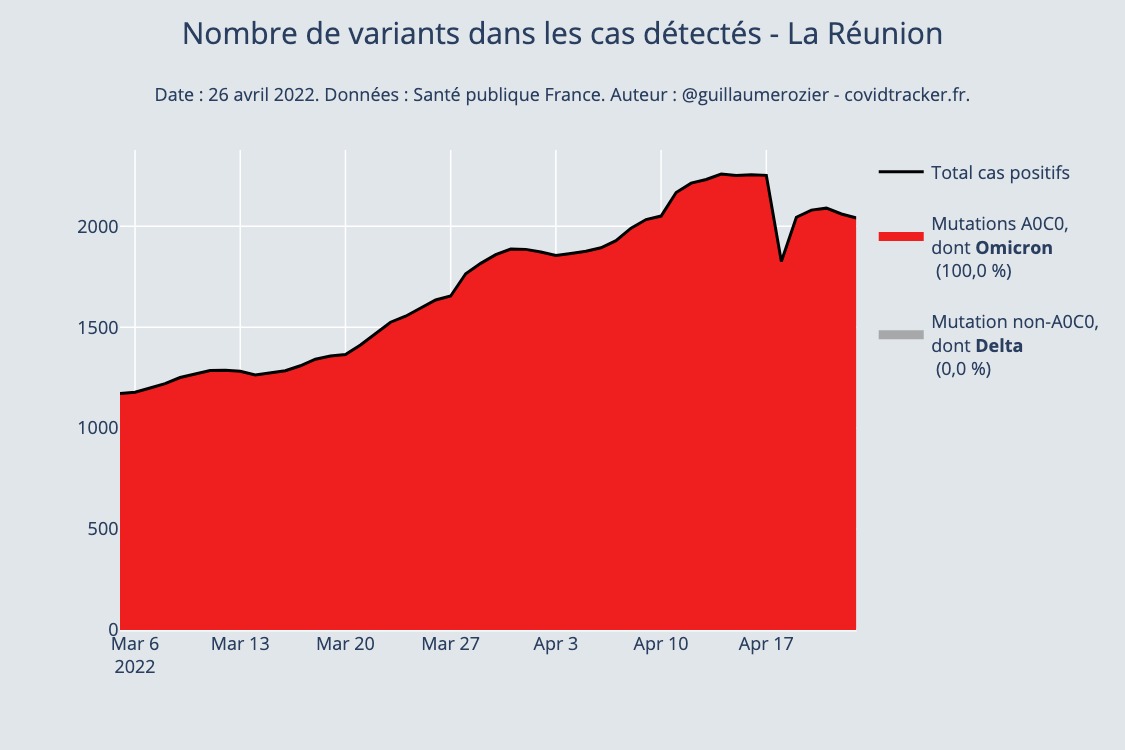 Nombre de variants dans les cas détectés - La Réunion
Date : 26 avril 2022. Données : Santé publique France. Auteur : @guillaumerozier - covidtracker.fr.
Total cas positifs
Mutations A0C0,
dont Omicron
(100,0 %)
Mutation non-A0C0,
dont Delta
(0,0 %)
2000
1500
1000
500
0
Mar 6
2022
Mar 13
Mar 20
Mar 27
Apr 3
Apr 10
Apr 17